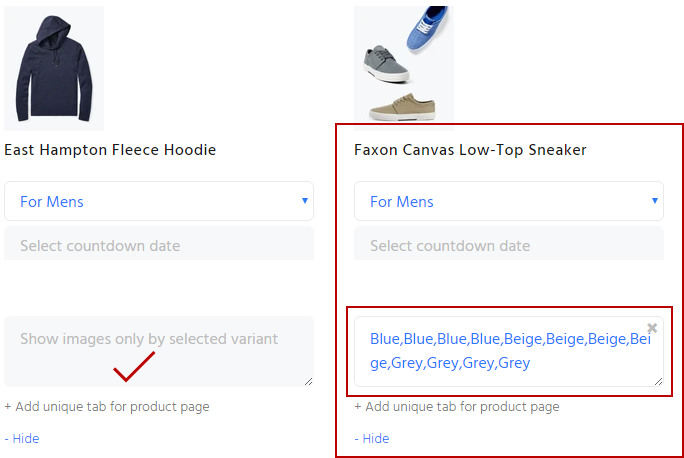 East Hampton Fleece Hoodie
For Mens
Select countdown date
Show images only by selected variant
+ Add unique tab for product page
- Hide
Faxon Canvas Low-Top Sneaker
For Mens
Select countdown date
Blue,Blue,Blue,Blue,Beige,Beige,Beige,Bei
ge,Grey,Grey,Grey,Grey
+ Add unique tab for product page
- Hide